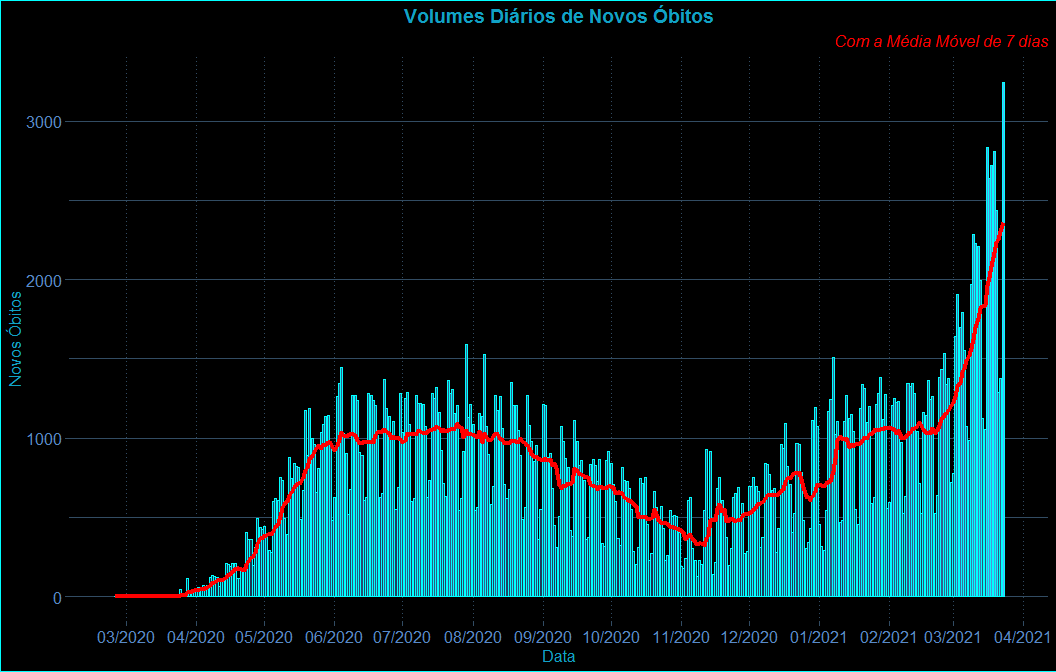 Volumes Diários de Novos Óbitos
Com a Média Móvel de 7 dias
3000
2000
1000
0
Novos Óbitos
03/2020 04/2020 05/2020 06/2020 07/2020 08/2020 09/2020 10/2020 11/2020 12/2020 01/2021 02/2021 03/2021 04/2021
Data